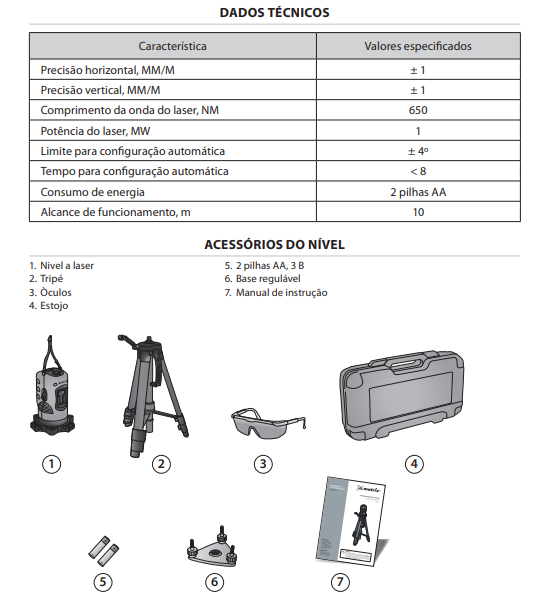 DADOS TÉCNICOS
Característica Valores especificados
Precisão horizontal, MM/M ± 1
Precisão vertical, MM/M ± 1
Comprimento da onda do laser, NM 650
Potência do laser, MW 1
Limite para configuração automática ± 4º
Tempo para configuração automática < 8
Consumo de energia 2 pilhas AA
Alcance de funcionamento, m 10
ACESSÓRIOS DO NÍVEL
1. Nivel a laser
2. Tripé
3. Òculos
4. Estojo
5. 2 pilhas AA, 3 B
6. Base regulável
7. Manual de instrução
1
2
3
4
5
6
7